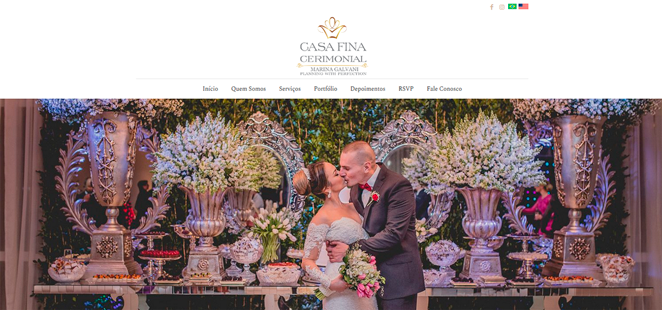 CASA FINA
CERIMONIAL
MARINA GALVANI
PLANNING WITH PERFECTION
Início Quem Somos Serviços Portfólio Depoimentos RSVP Fale Conosco